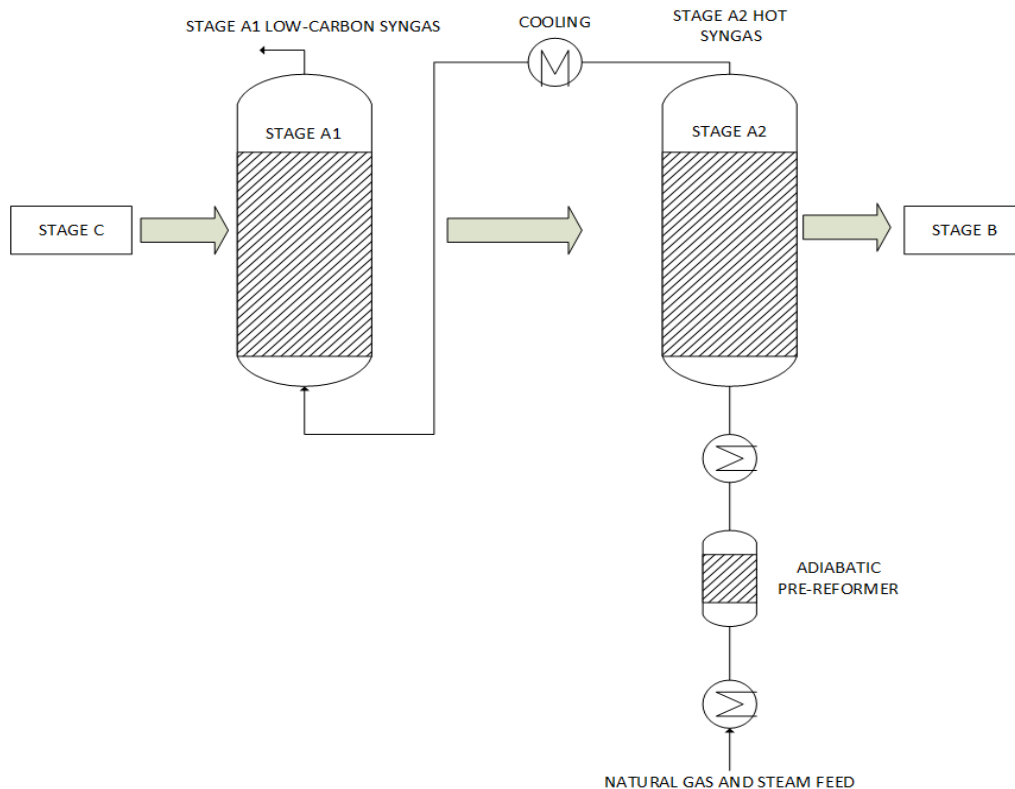 STAGE A1 LOW-CARBON SYNGAS
COOLING
STAGE A2 HOT
SYNGAS
STAGE A1
STAGE A2
STAGE C
STAGE B
ADIABATIC
PRE-REFORMER
NATURAL GAS AND STEAM FEED